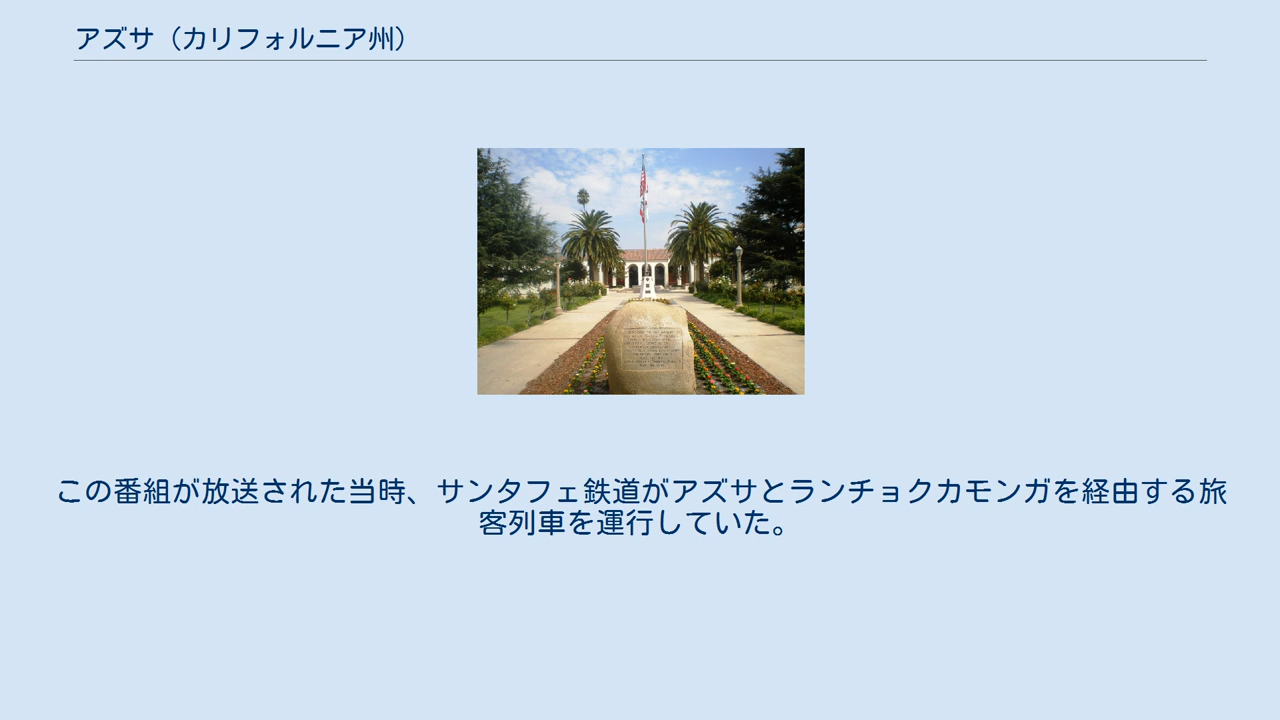 アズサ（カリフォルニア州）
この番組が放送された当時、サンタフェ鉄道がアズサとランチョクカモンガを経由する旅
客列車を運行していた。